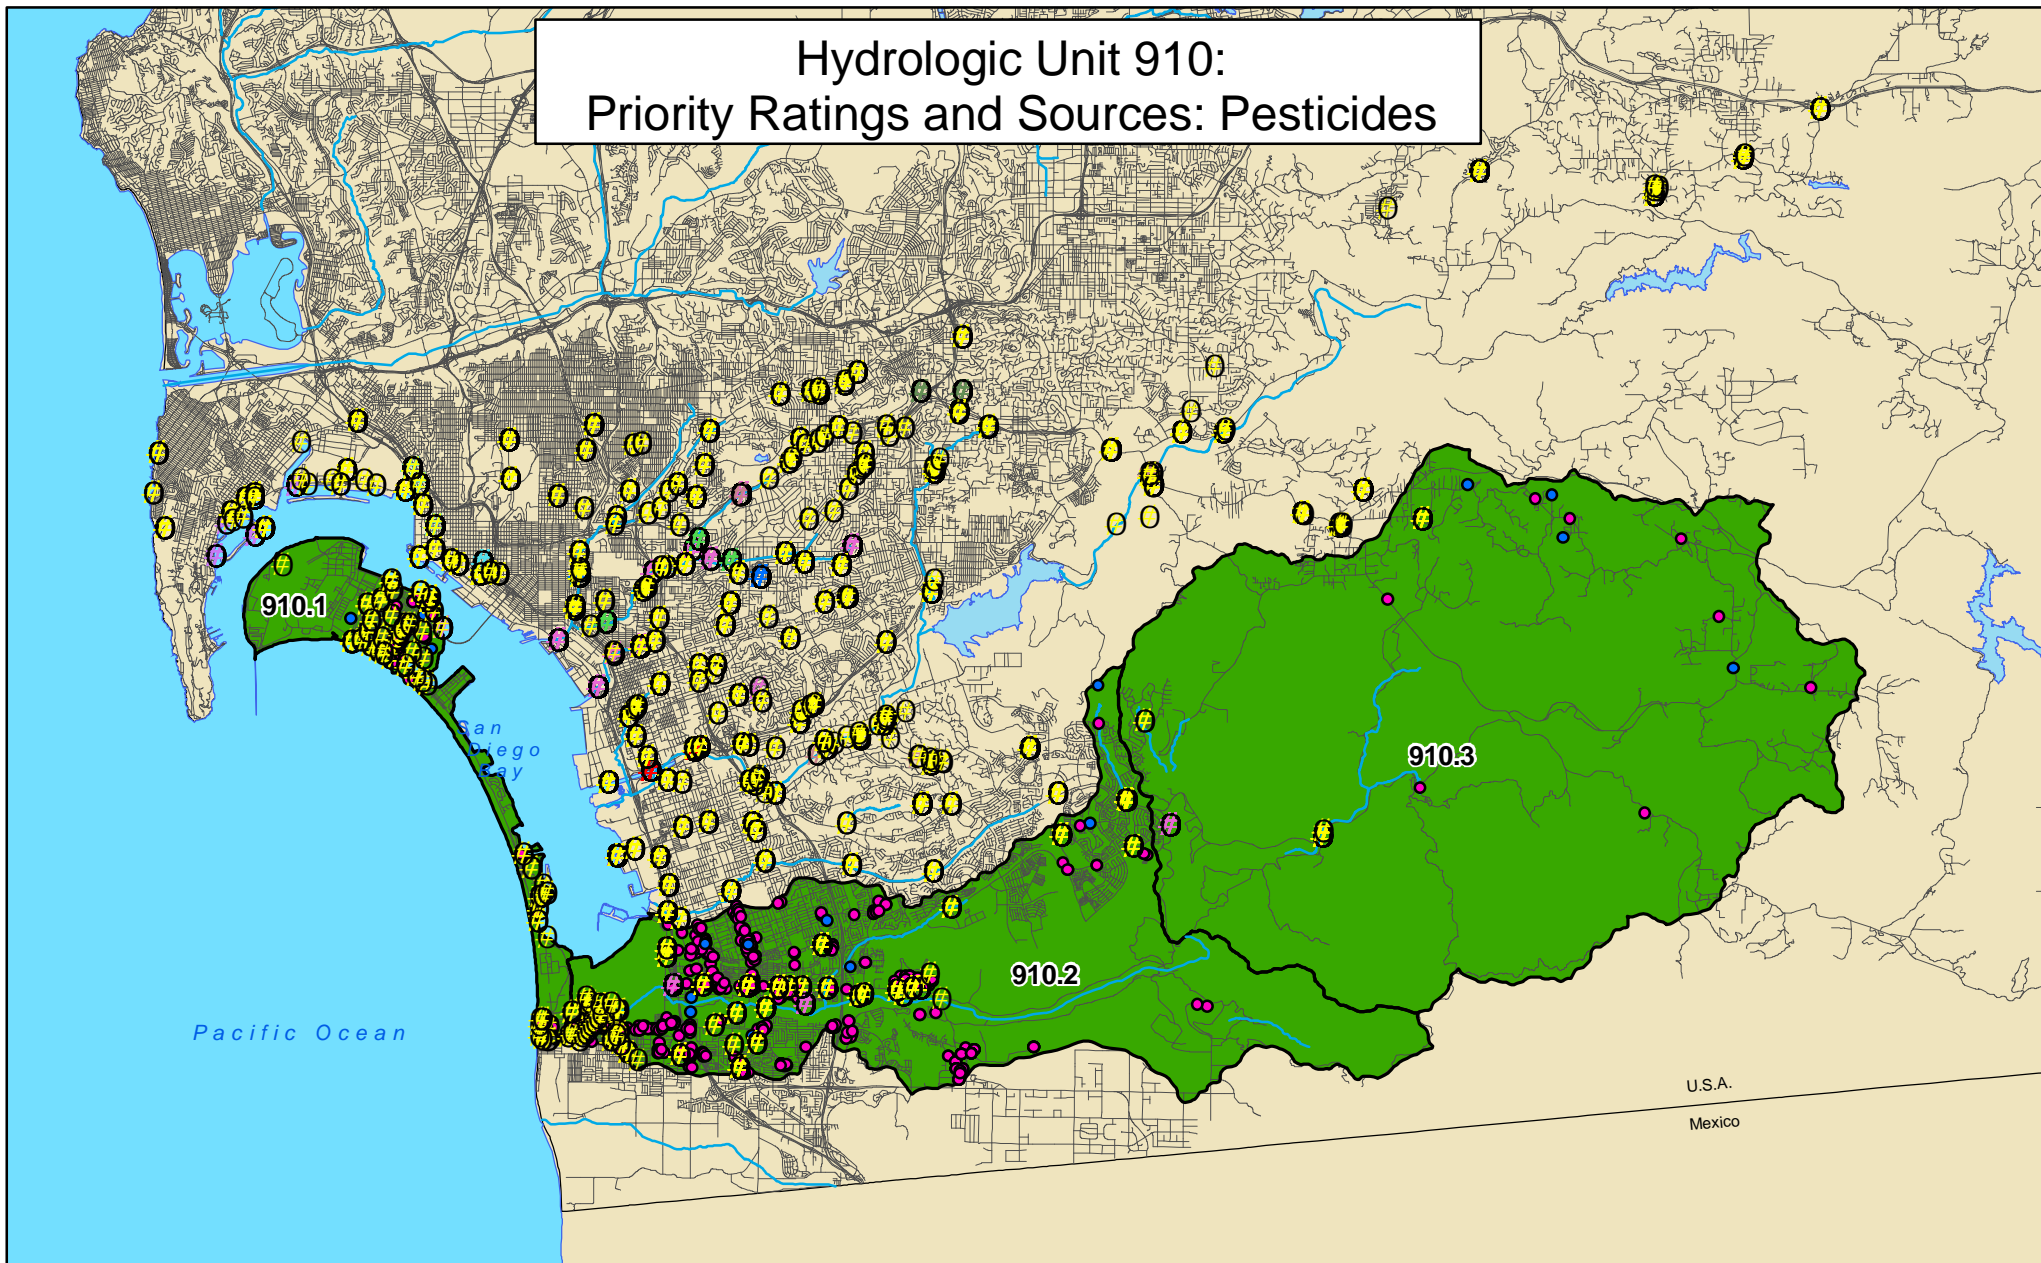 Hydrologic Unit 910:
Priority Ratings and Sources: Pesticides
910.1
San
Diego
Bay
910.3
910.2
Pacific Ocean
U.S.A.
Mexico